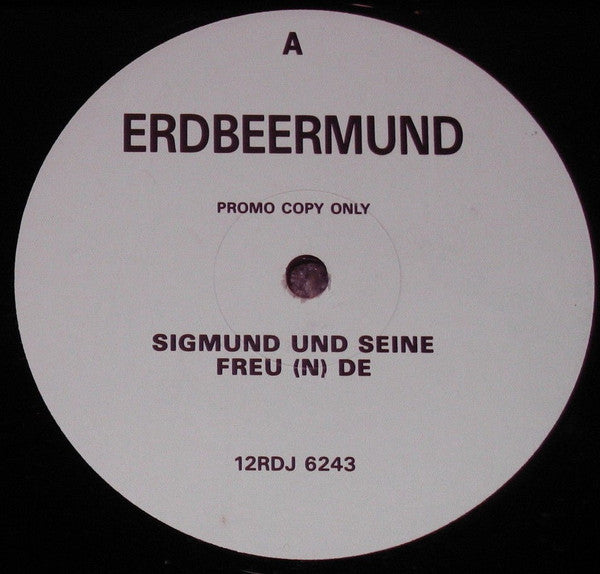 A
ERDBEERMUND
PROMO COPY ONLY
SIGMUND UND SEINE
FREU (N) DE
12RDJ 6243